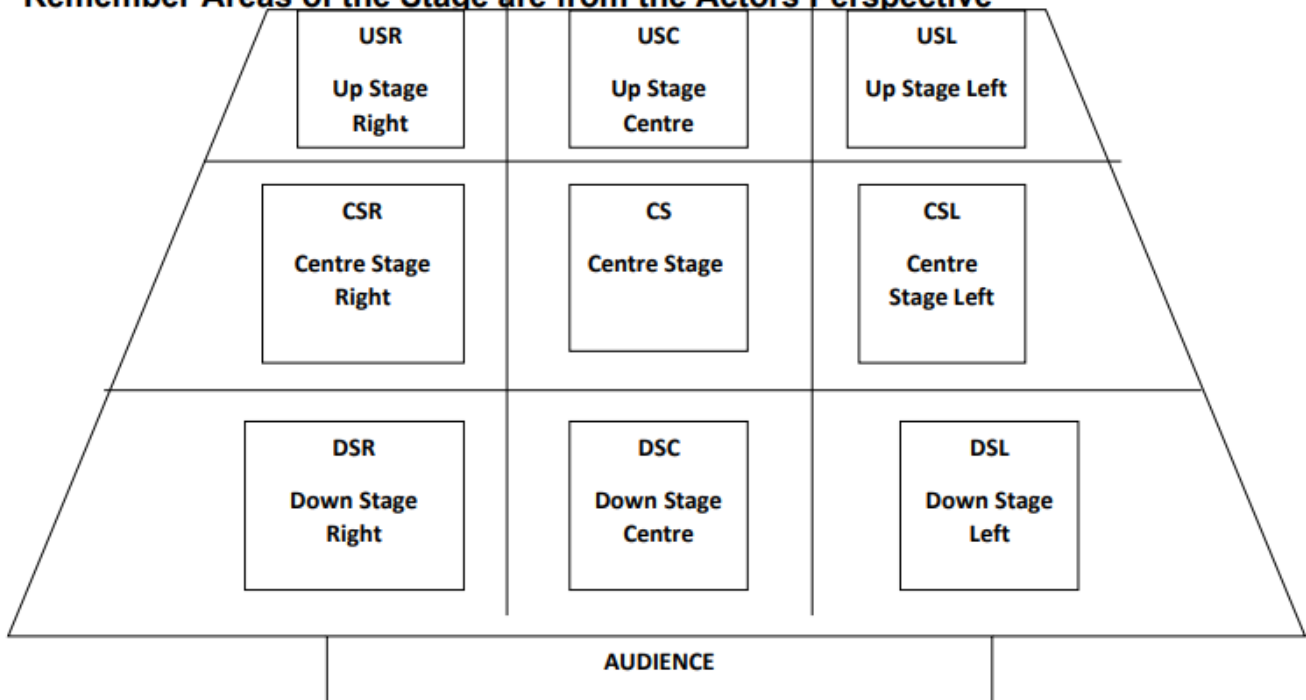 Remember Areas of the Stage are from the Actors Perspective
USR
Up Stage
Right
USC
Up Stage
Centre
USL
Up Stage Left
CSR
Centre Stage
Right
CS
Centre Stage
CSL
Centre
Stage Left
DSR
Down Stage
Right
DSC
Down Stage
Centre
DSL
Down Stage
Left
AUDIENCE